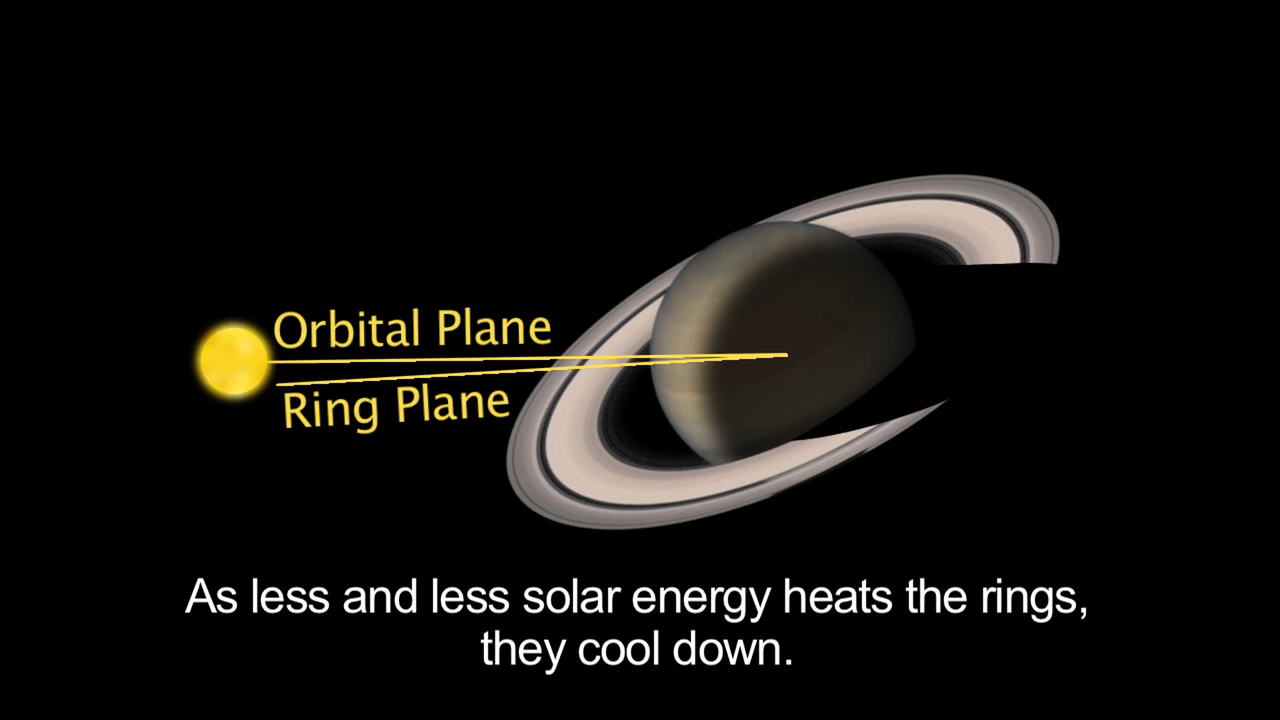 Orbital Plane
Ring Plane
As less and less solar energy heats the rings,
they cool down.